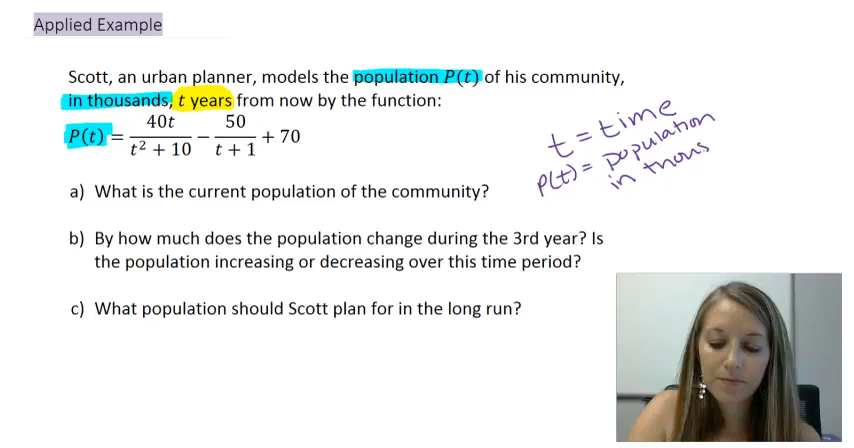 Applied Example
Scott, an urban planner, models the population P(t) of his community,
in thousands, t years from now by the function:
P(t) = 40t/(t² + 10) − 50/(t + 1) + 70
t = time
P(t) = population
in thous
a) What is the current population of the community?
b) By how much does the population change during the 3rd year? Is
the population increasing or decreasing over this time period?
c) What population should Scott plan for in the long run?